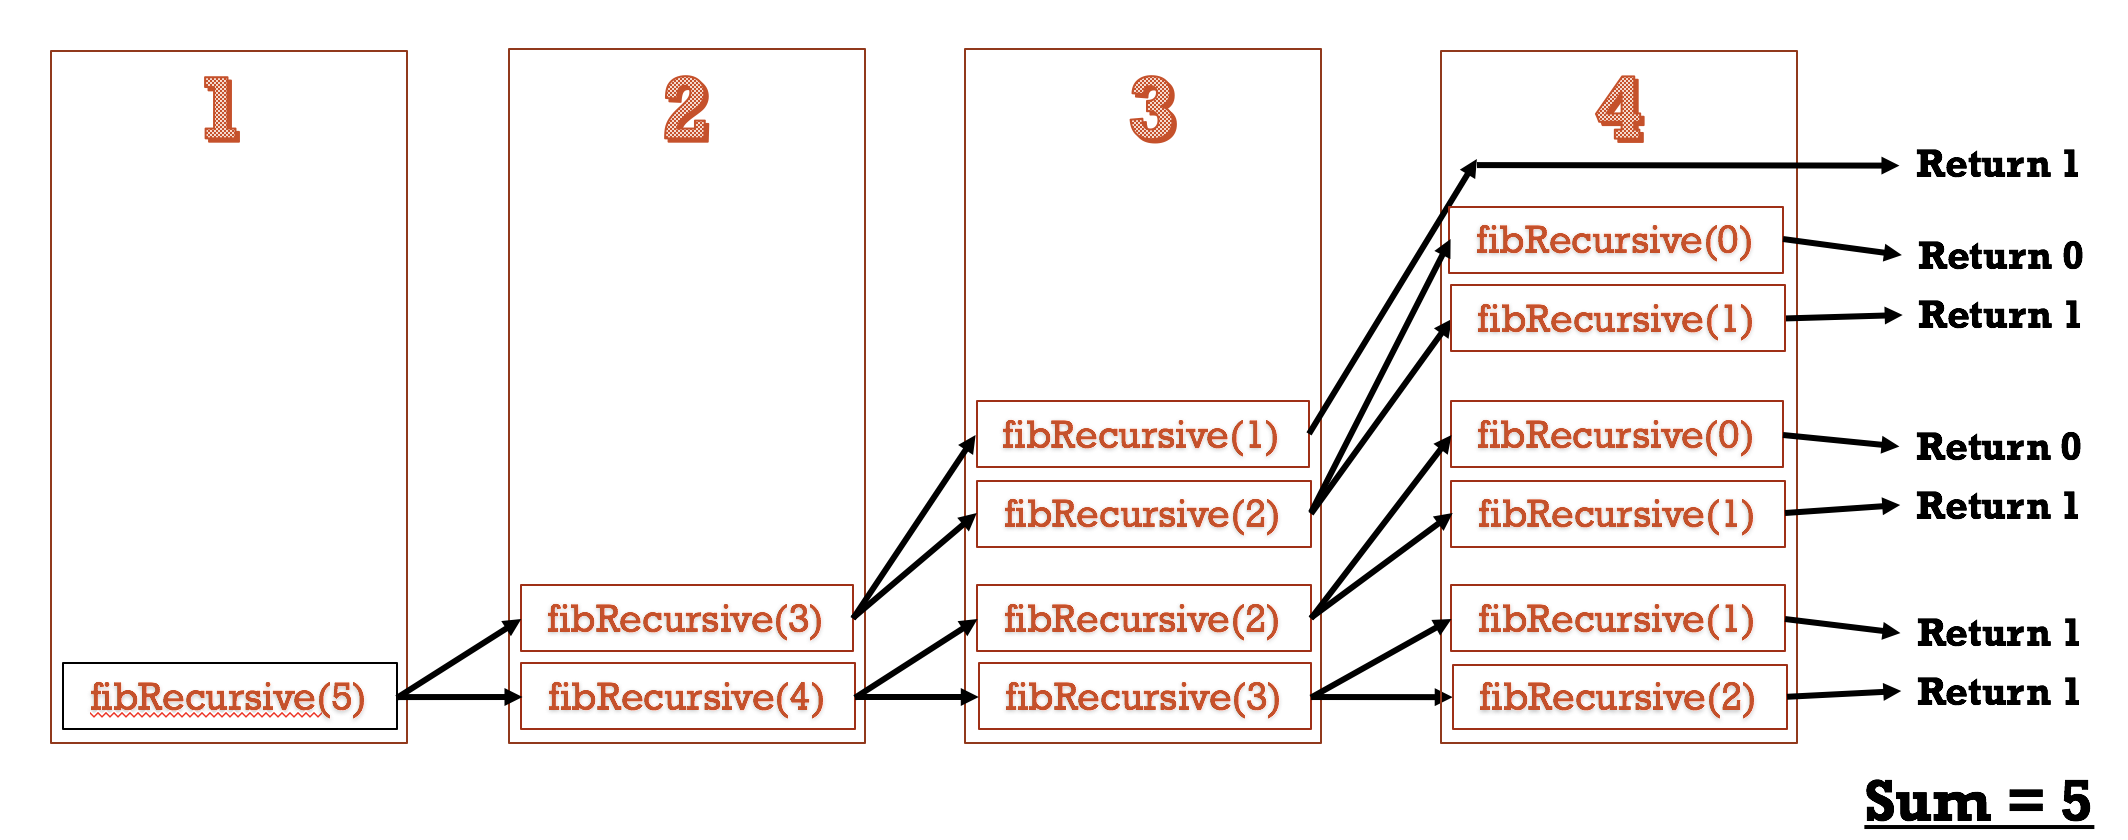 1
2
3
4
Return 1
fibRecursive(0)
Return 0
fibRecursive(1)
Return 1
fibRecursive(1)
fibRecursive(0)
Return 0
fibRecursive(2)
fibRecursive(1)
Return 1
fibRecursive(3)
fibRecursive(2)
fibRecursive(1)
Return 1
fibRecursive(5)
fibRecursive(4)
fibRecursive(3)
fibRecursive(2)
Return 1
Sum = 5